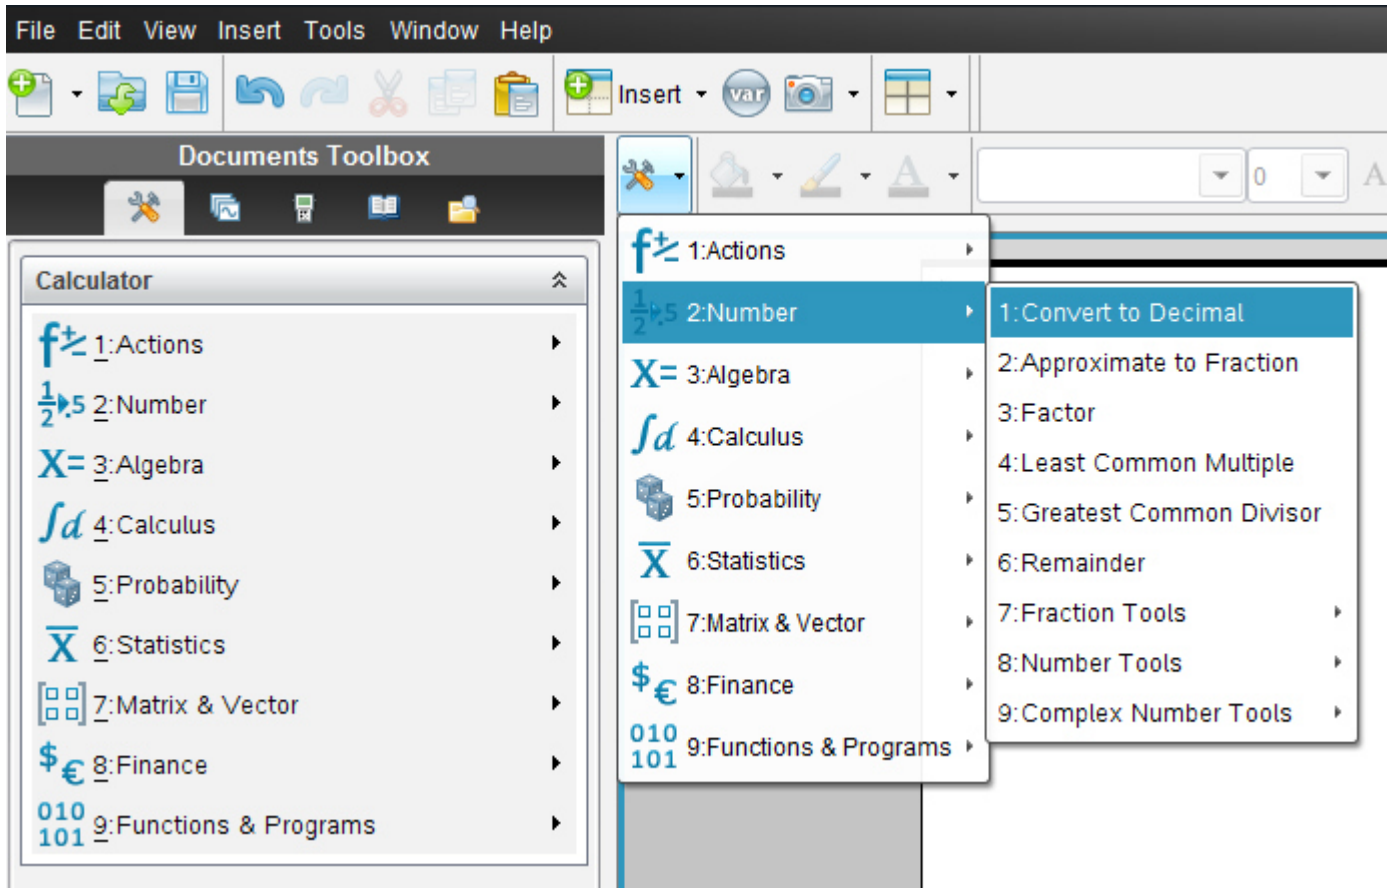 File Edit View Insert Tools Window Help
Insert var
Documents Toolbox
0 A
Calculator
1:Actions
2:Number
3:Algebra
4:Calculus
5:Probability
6:Statistics
7:Matrix & Vector
8:Finance
9:Functions & Programs
1:Actions
2:Number
3:Algebra
4:Calculus
5:Probability
6:Statistics
7:Matrix & Vector
8:Finance
9:Functions & Programs
1:Convert to Decimal
2:Approximate to Fraction
3:Factor
4:Least Common Multiple
5:Greatest Common Divisor
6:Remainder
7:Fraction Tools
8:Number Tools
9:Complex Number Tools